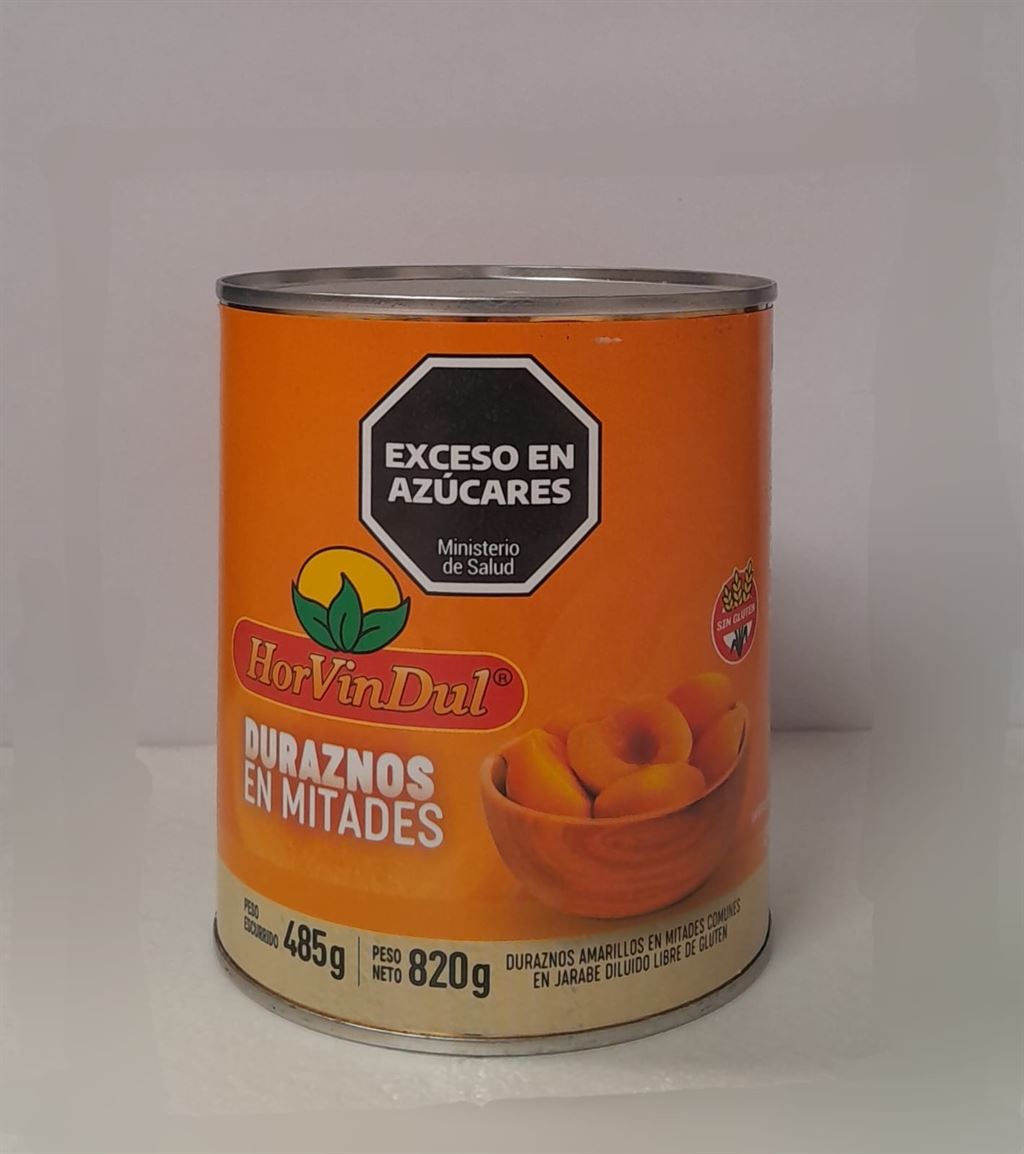 EXCESO EN
AZÚCARES
Ministerio
de Salud
SIN GLUTEN
HorVinDul®
DURAZNOS
EN MITADES
PESO
ESCURRIDO 485g
PESO
NETO 820g
DURAZNOS AMARILLOS EN MITADES COMUNES
EN JARABE DILUIDO LIBRE DE GLUTEN